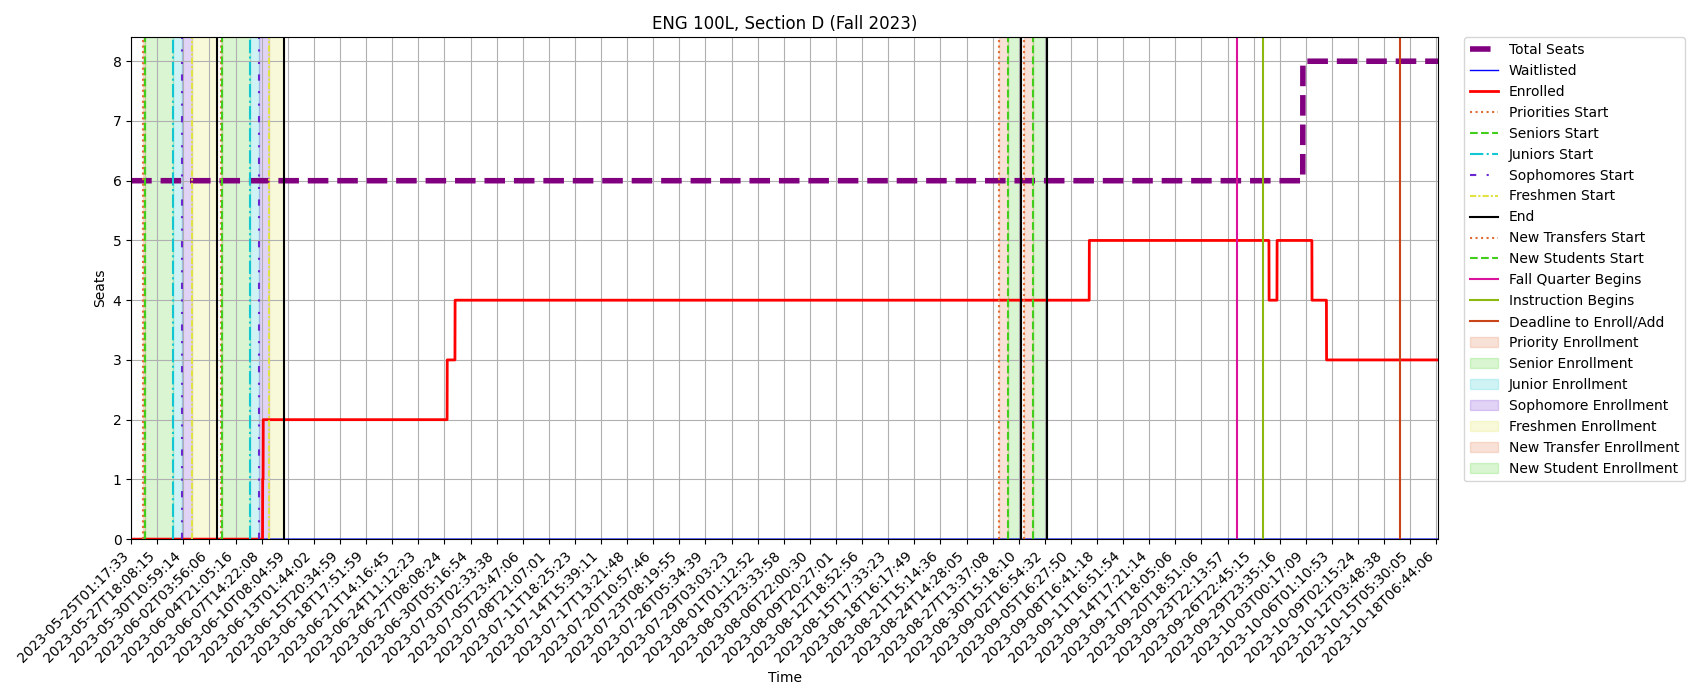 ENG 100L, Section D (Fall 2023)
8
7
6
5
4
3
2
1
0
Seats
2023-05-25T01:17:33
2023-05-27T18:08:15
2023-05-30T10:59:14
2023-06-02T03:56:06
2023-06-04T21:05:16
2023-06-07T14:22:08
2023-06-10T08:04:59
2023-06-13T01:44:02
2023-06-15T20:34:59
2023-06-18T17:51:59
2023-06-21T14:16:45
2023-06-24T11:12:23
2023-06-27T08:08:24
2023-06-30T05:16:54
2023-07-03T02:33:38
2023-07-05T23:47:06
2023-07-08T21:07:01
2023-07-11T18:25:23
2023-07-14T15:39:11
2023-07-17T13:21:48
2023-07-20T10:57:46
2023-07-23T08:19:55
2023-07-26T05:34:39
2023-07-29T03:03:23
2023-08-01T01:12:52
2023-08-03T23:33:58
2023-08-06T22:00:30
2023-08-09T20:27:01
2023-08-12T18:52:56
2023-08-15T17:33:23
2023-08-18T16:17:49
2023-08-21T15:14:36
2023-08-24T14:28:05
2023-08-27T13:37:08
2023-08-30T15:18:10
2023-09-02T16:54:32
2023-09-05T16:27:50
2023-09-08T16:41:18
2023-09-11T16:51:54
2023-09-14T17:21:14
2023-09-17T18:05:06
2023-09-20T18:51:06
2023-09-23T22:13:57
2023-09-26T22:45:15
2023-09-29T23:35:16
2023-10-03T00:17:09
2023-10-06T01:10:53
2023-10-09T02:15:24
2023-10-12T03:48:38
2023-10-15T05:30:05
2023-10-18T06:44:06
Time
Total Seats
Waitlisted
Enrolled
Priorities Start
Seniors Start
Juniors Start
Sophomores Start
Freshmen Start
End
New Transfers Start
New Students Start
Fall Quarter Begins
Instruction Begins
Deadline to Enroll/Add
Priority Enrollment
Senior Enrollment
Junior Enrollment
Sophomore Enrollment
Freshmen Enrollment
New Transfer Enrollment
New Student Enrollment